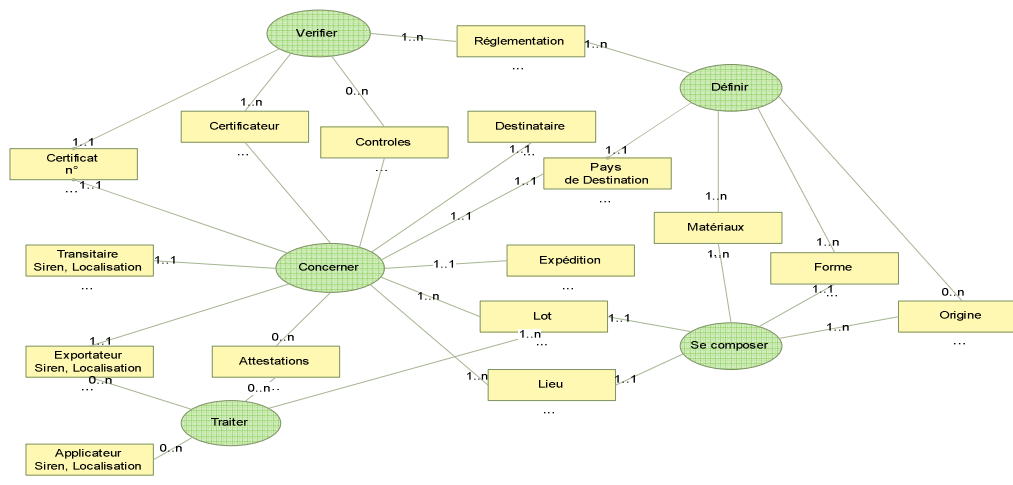 Verifier
1..n
Réglementation
...
1..n
Définir
0..n
1..n
Certificateur
...
Controles
...
Destinataire
1..1
...
1..1
Certificat
n°
...
1..1
1..1
Pays
de Destination
...
1..1
1..1
1..n
Matériaux
1..n
1..n
Forme
1..1
...
Transitaire
Siren, Localisation
...
1..1
Concerner
1..1
Expédition
...
0..n
Origine
...
1..n
Lot
1..n
...
1..1
1..n
Se composer
1..1
Exportateur
Siren, Localisation
0..n
...
0..n
Attestations
0..n
...
1..n
Lieu
...
1..1
Traiter
0..n
Applicateur
Siren, Localisation